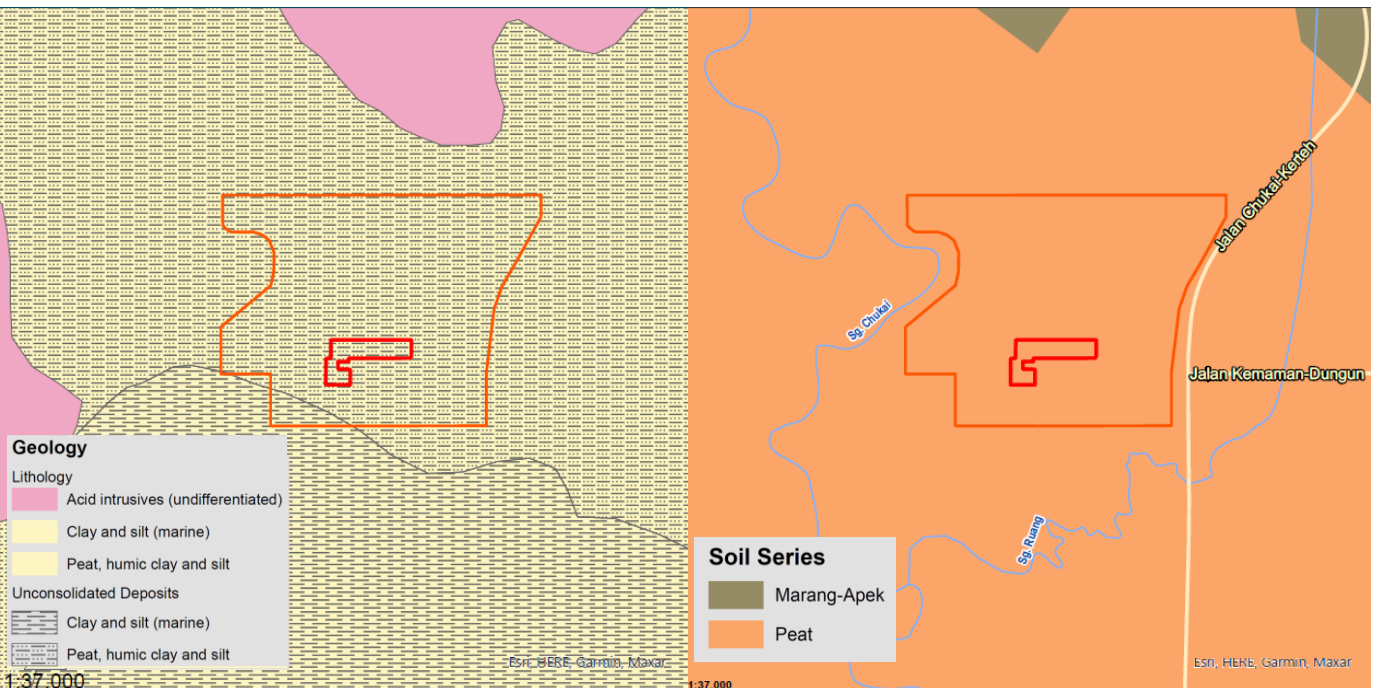 Geology
Lithology
Acid intrusives (undifferentiated)
Clay and silt (marine)
Peat, humic clay and silt
Unconsolidated Deposits
Clay and silt (marine)
Peat, humic clay and silt
Esri, HERE, Garmin, Maxar
1:37,000
Jalan Chukai-Kerteh
Sg. Chukai
Jalan Kemaman-Dungun
Sg. Ruang
Soil Series
Marang-Apek
Peat
Esri, HERE, Garmin, Maxar
1:37,000